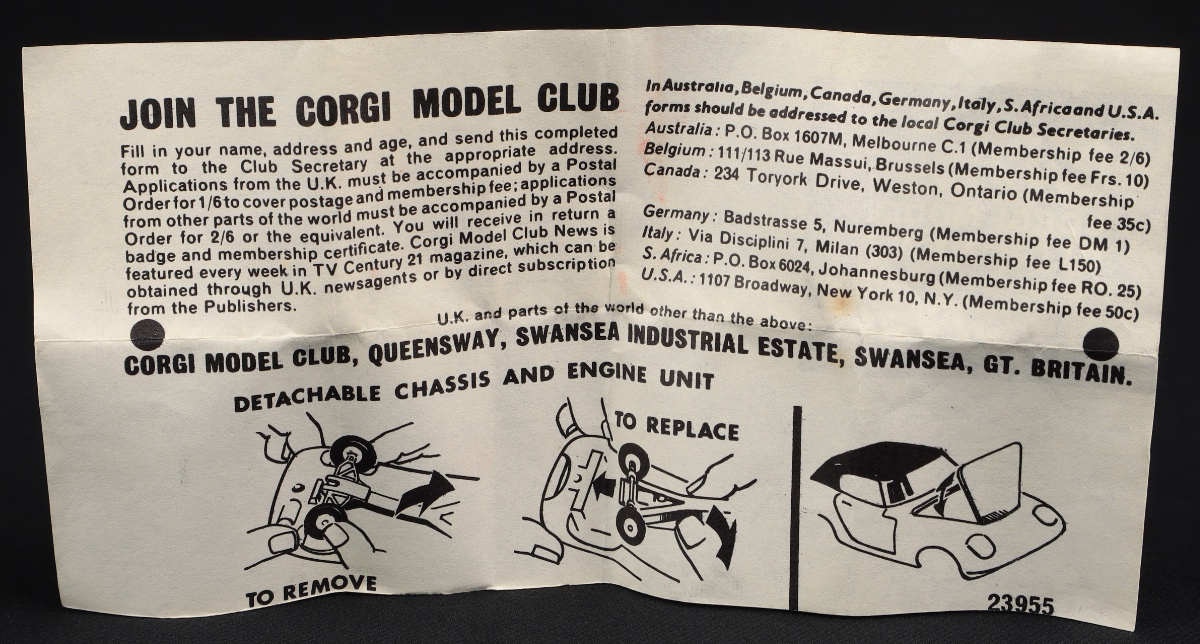 JOIN THE CORGI MODEL CLUB
Fill in your name, address and age, and send this completed
form to the Club Secretary at the appropriate address.
Applications from the U.K. must be accompanied by a Postal
Order for 1/6 to cover postage and membership fee; applications
from other parts of the world must be accompanied by a Postal
Order for 2/6 or the equivalent. You will receive in return a
badge and membership certificate. Corgi Model Club News is
featured every week in TV Century 21 magazine, which can be
obtained through U.K. newsagents or by direct subscription
from the Publishers.
In Australia, Belgium, Canada, Germany, Italy, S. Africa and U.S.A.
forms should be addressed to the local Corgi Club Secretaries.
Australia: P.O. Box 1607M, Melbourne C.1 (Membership fee 2/6)
Belgium: 111/113 Rue Massui, Brussels (Membership fee Frs. 10)
Canada: 234 Toryork Drive, Weston, Ontario (Membership
fee 35c)
Germany: Badstrasse 5, Nuremberg (Membership fee DM 1)
Italy: Via Disciplini 7, Milan (303) (Membership fee L150)
S. Africa: P.O. Box 6024, Johannesburg (Membership fee RO. 25)
U.S.A.: 1107 Broadway, New York 10, N.Y. (Membership fee 50c)
U.K. and parts of the world other than the above:
CORGI MODEL CLUB, QUEENSWAY, SWANSEA INDUSTRIAL ESTATE, SWANSEA, GT. BRITAIN.
DETACHABLE CHASSIS AND ENGINE UNIT
TO REPLACE
TO REMOVE
23955